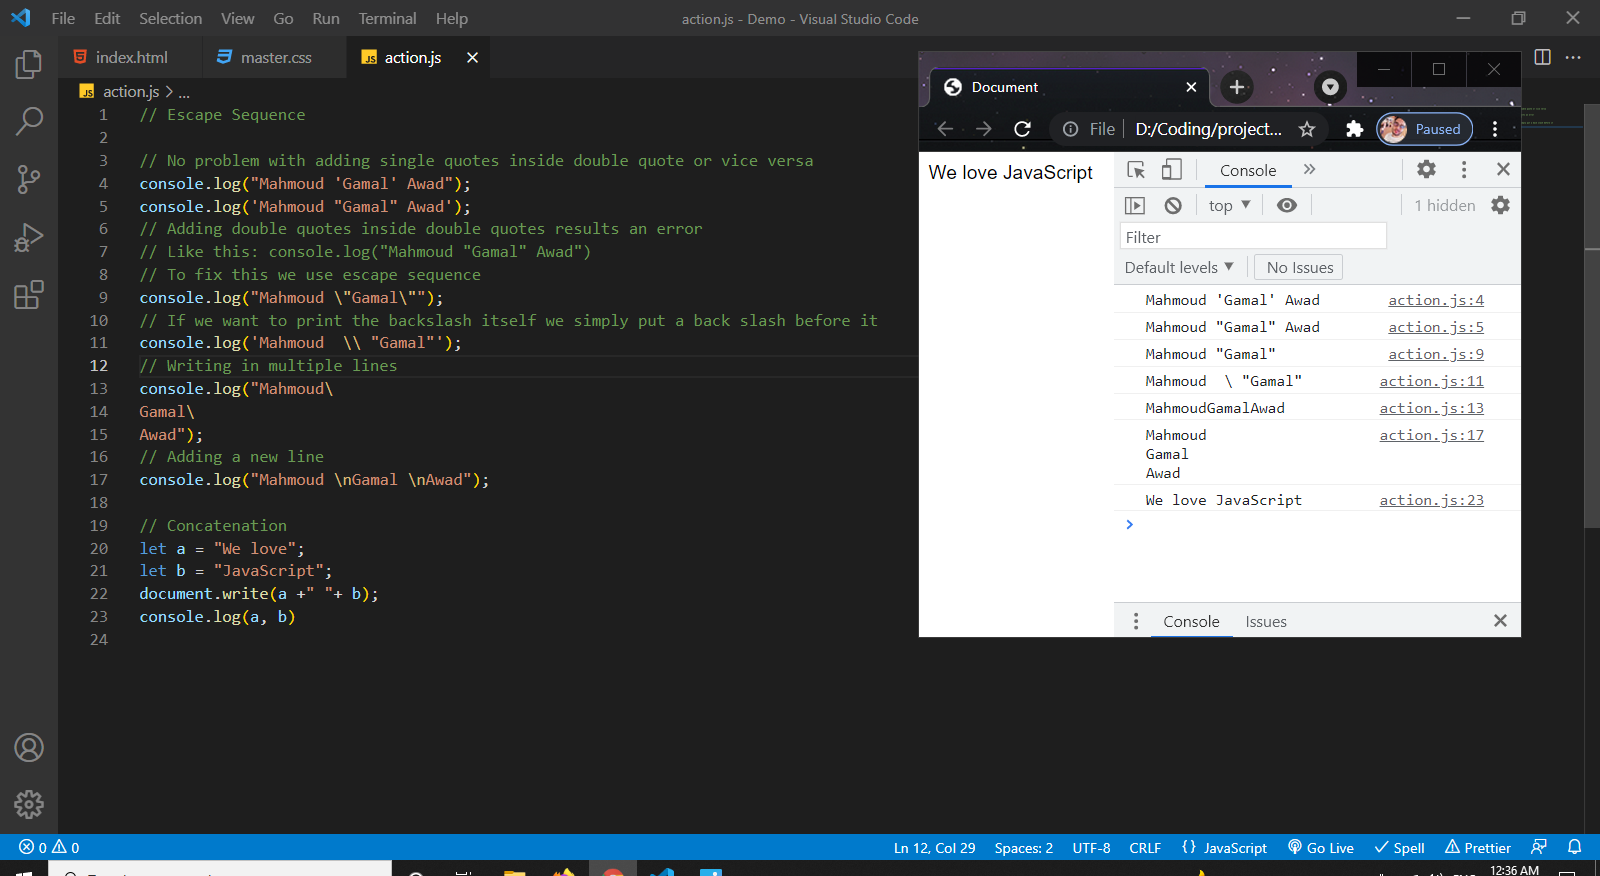 File Edit Selection View Go Run Terminal Help
action.js - Demo - Visual Studio Code
index.html master.css action.js
action.js > ...
1 // Escape Sequence
2
3 // No problem with adding single quotes inside double quote or vice versa
4 console.log("Mahmoud 'Gamal' Awad");
5 console.log('Mahmoud "Gamal" Awad');
6 // Adding double quotes inside double quotes results an error
7 // Like this: console.log("Mahmoud "Gamal" Awad")
8 // To fix this we use escape sequence
9 console.log("Mahmoud \"Gamal\"");
10 // If we want to print the backslash itself we simply put a back slash before it
11 console.log('Mahmoud  \\ "Gamal"');
12 // Writing in multiple lines
13 console.log("Mahmoud\
14 Gamal\
15 Awad");
16 // Adding a new line
17 console.log("Mahmoud \nGamal \nAwad");
18
19 // Concatenation
20 let a = "We love";
21 let b = "JavaScript";
22 document.write(a +" "+ b);
23 console.log(a, b)
24
Document
File D:/Coding/project... Paused
We love JavaScript
Console
top 1 hidden
Filter
Default levels No Issues
Mahmoud 'Gamal' Awad action.js:4
Mahmoud "Gamal" Awad action.js:5
Mahmoud "Gamal" action.js:9
Mahmoud  \ "Gamal" action.js:11
MahmoudGamalAwad action.js:13
Mahmoud action.js:17
Gamal
Awad
We love JavaScript action.js:23
Console Issues
0 0 Ln 12, Col 29 Spaces: 2 UTF-8 CRLF {} JavaScript Go Live Spell Prettier
12:36 AM